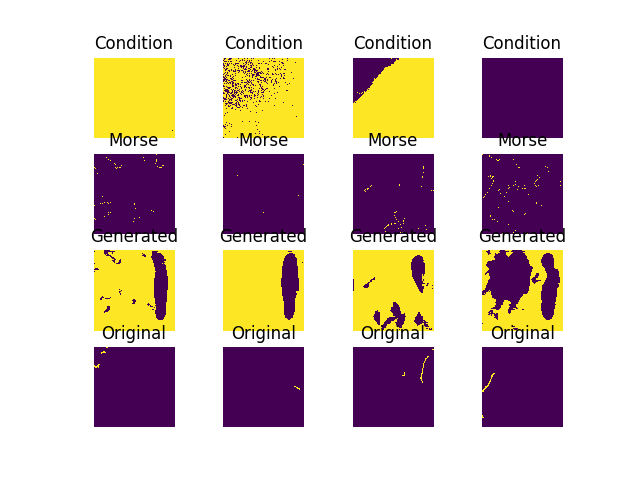 Condition Condition Condition Condition
Morse Morse Morse Morse
Generated Generated Generated Generated
Original Original Original Original